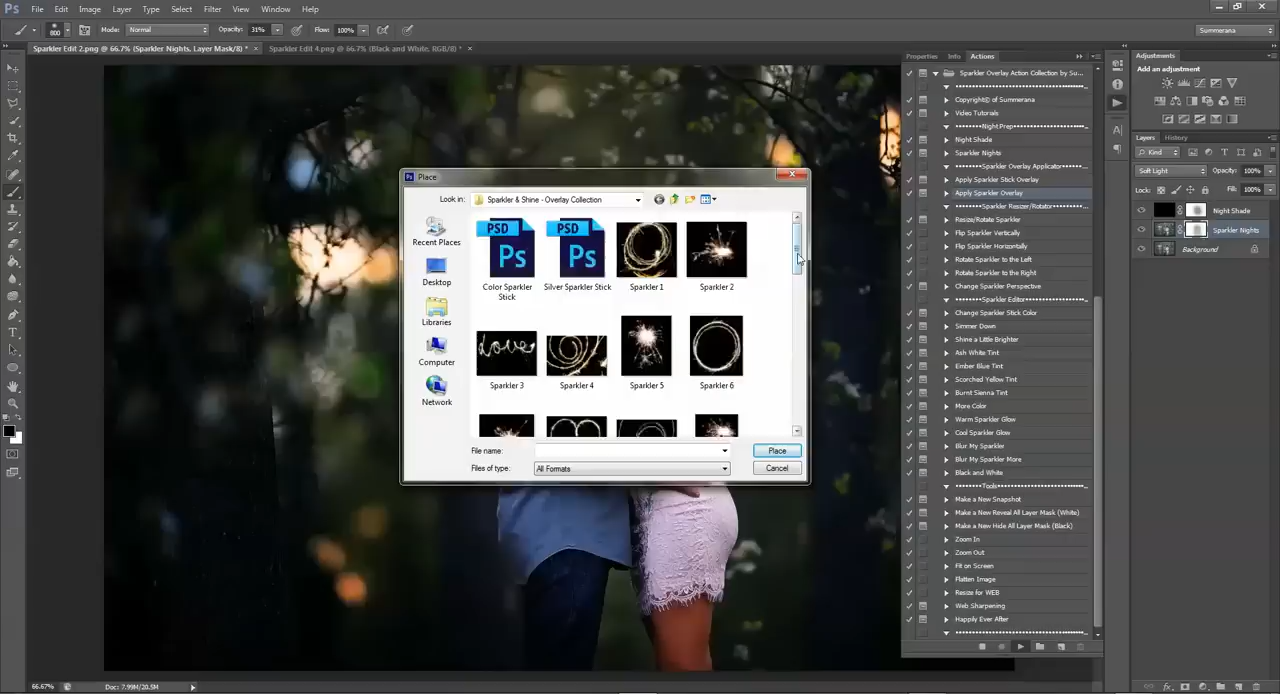 Ps File Edit Image Layer Type Select Filter View Window Help
800 Mode: Normal Opacity: 31% Flow: 100% Summerana
Sparkler Edit 2.png @ 66.7% (Sparkler Nights, Layer Mask/8) * × Sparkler Edit 4.png @ 66.7% (Black and White, RGB/8) * ×
Properties Info Actions
Sparkler Overlay Action Collection by Su...
Copyright© of Summerana
Video Tutorials
Night Prep
Night Shade
Sparkler Nights
Sparkler Overlay Applicator
Apply Sparkler Stick Overlay
Apply Sparkler Overlay
Sparkler Resizer/Rotator
Resize/Rotate Sparkler
Flip Sparkler Vertically
Flip Sparkler Horizontally
Rotate Sparkler to the Left
Rotate Sparkler to the Right
Change Sparkler Perspective
Sparkler Editor
Change Sparkler Stick Color
Simmer Down
Shine a Little Brighter
Ash White Tint
Ember Blue Tint
Scorched Yellow Tint
Burnt Sienna Tint
More Color
Warm Sparkler Glow
Cool Sparkler Glow
Blur My Sparkler
Blur My Sparkler More
Black and White
Tools
Make a New Snapshot
Make a New Reveal All Layer Mask (White)
Make a New Hide All Layer Mask (Black)
Zoom In
Zoom Out
Fit on Screen
Flatten Image
Resize for WEB
Web Sharpening
Happily Ever After
Adjustments
Add an adjustment
Layers History
Kind
Soft Light Opacity: 100%
Lock: Fill: 100%
Night Shade
Sparkler Nights
Background
Ps Place
Look in: Sparkler & Shine - Overlay Collection
Recent Places
Desktop
Libraries
Computer
Network
PSD PSD
Ps Ps
Color Sparkler Stick
Silver Sparkler Stick
Sparkler 1
Sparkler 2
Love
Sparkler 3
Sparkler 4
Sparkler 5
Sparkler 6
File name: Place
Files of type: All Formats Cancel
66.67% Doc: 7.99M/20.5M